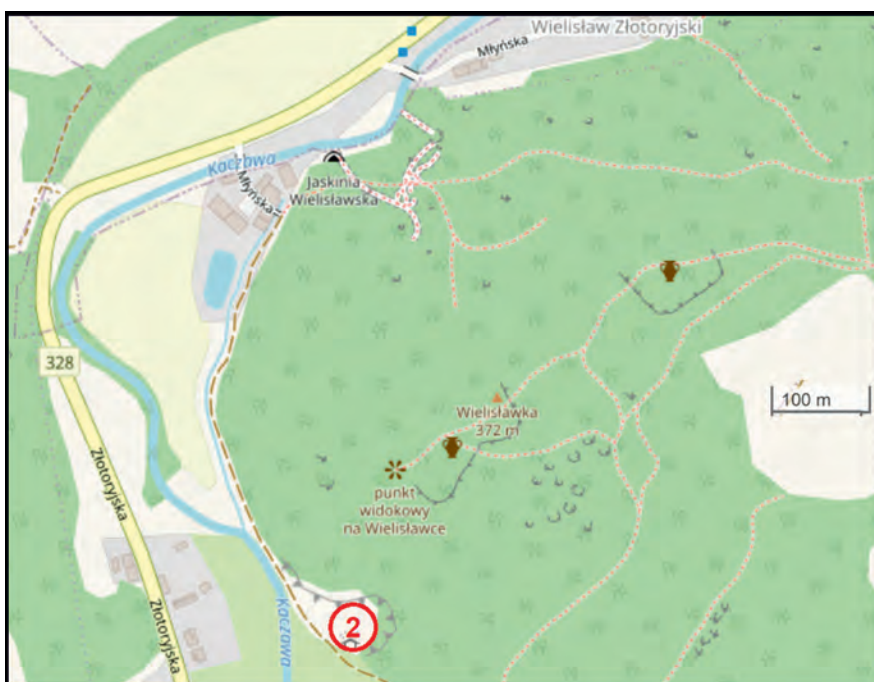 Wielisław Złotoryjski
Młyńska
Kaczawa
Młyńska
Jaskinia
Wielisławska
328
100 m
Wielisławka
372 m
punkt
widokowy
na Wielisławce
Złotoryjska
Złotoryjska
Kaczawa
2